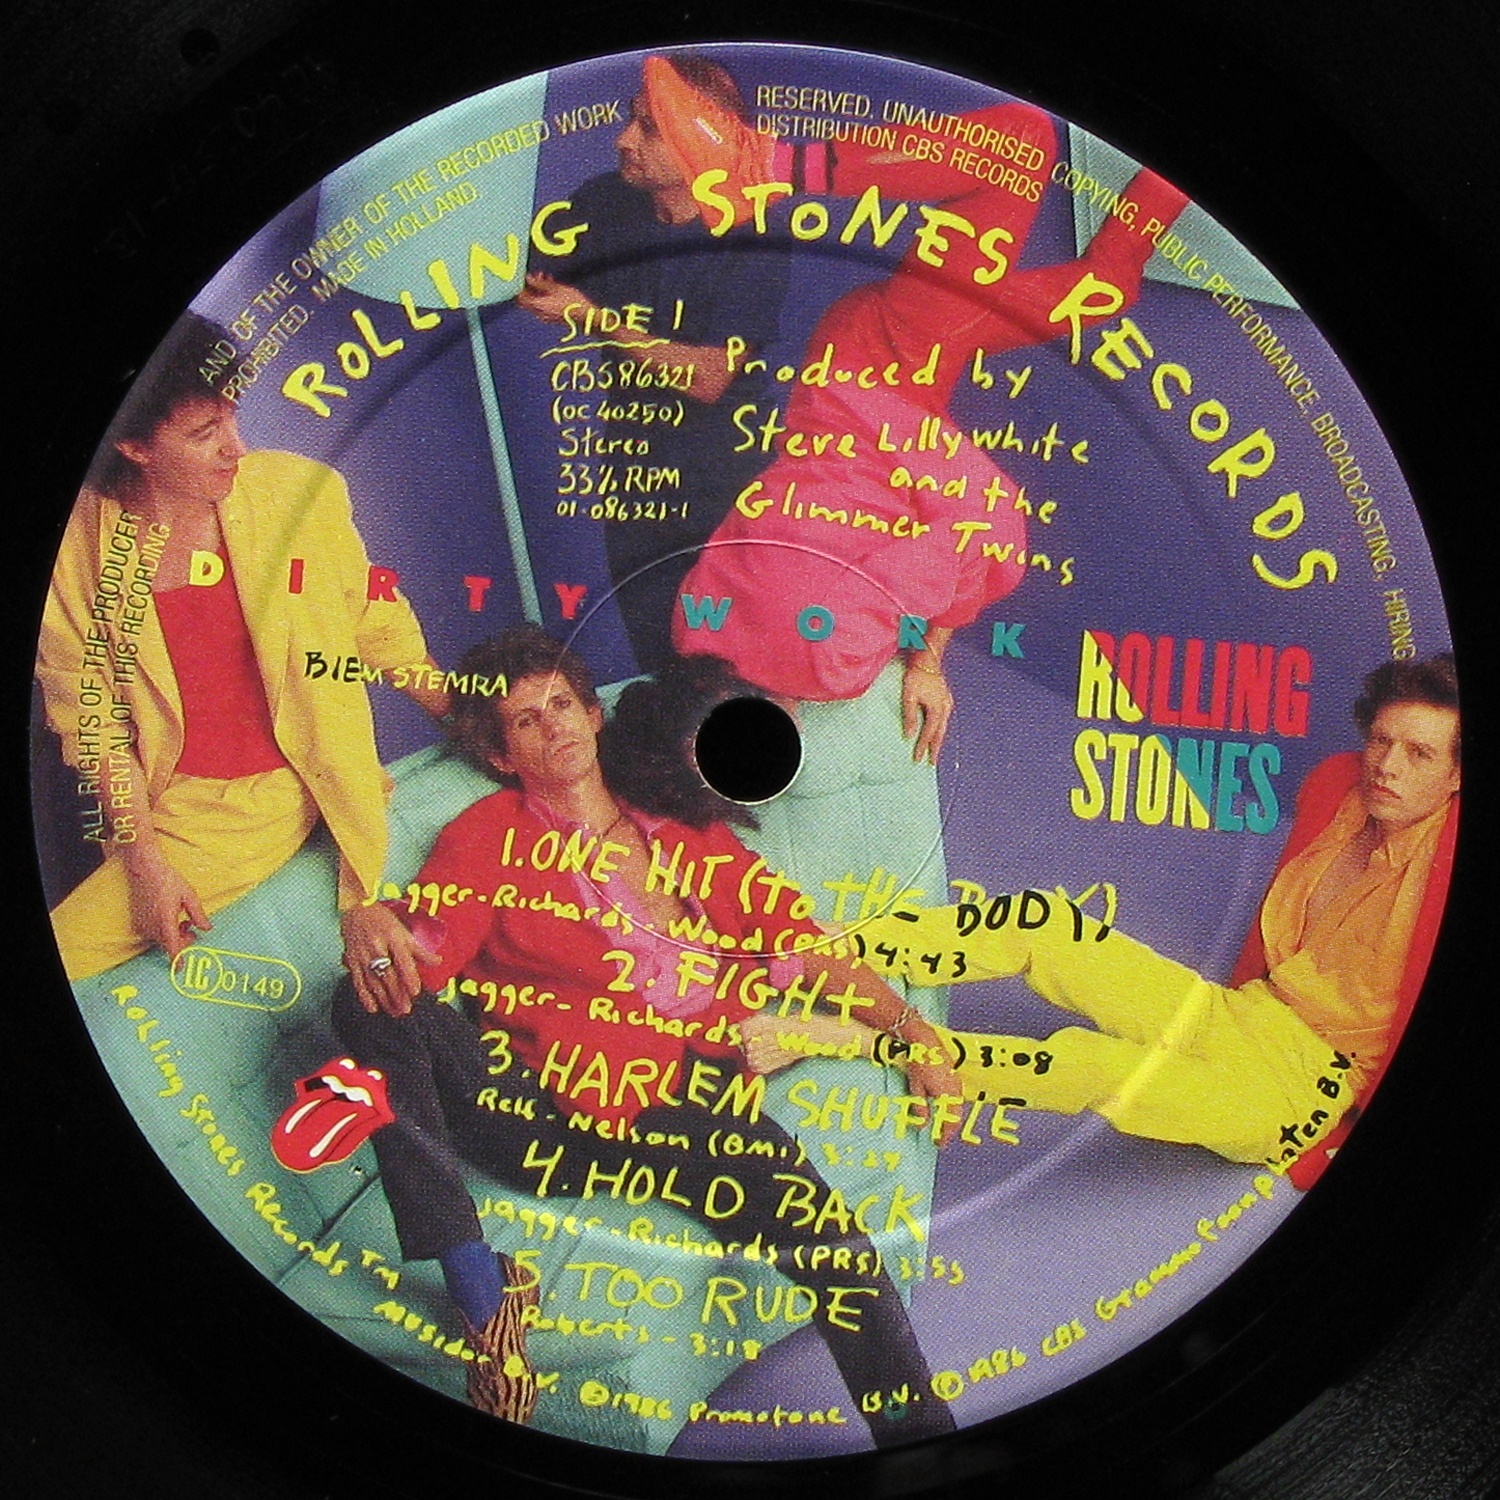 ALL RIGHTS OF THE PRODUCER AND OF THE OWNER OF THE RECORDED WORK RESERVED. UNAUTHORISED COPYING, PUBLIC PERFORMANCE, BROADCASTING, HIRING
OR RENTAL OF THIS RECORDING PROHIBITED. MADE IN HOLLAND. DISTRIBUTION CBS RECORDS
ROLLING STONES RECORDS
SIDE 1
CBS86321
(OC 40250)
Stereo
33⅓ RPM
01-086321-1
Produced by
Steve Lillywhite
and the
Glimmer Twins
DIRTY WORK
BIEM STEMRA
ROLLING
STONES
1. ONE HIT (to tHE BODY)
Jagger-Richards-Wood (PRS) 4:43
2. FIGHt
Jagger-Richards-Wood (PRS) 3:08
3. HARLEM SHUFFLE
Relf-Nelson (BMI) 3:24
4. HOLD BACK
Jagger-Richards (PRS) 3:53
5. TOO RUDE
Roberts-3:18
LC 0149
Rolling Stones Records TM Musidor B.V. ℗1986 Promotone B.V. ©1986 CBS Grammofoonplaten B.V.